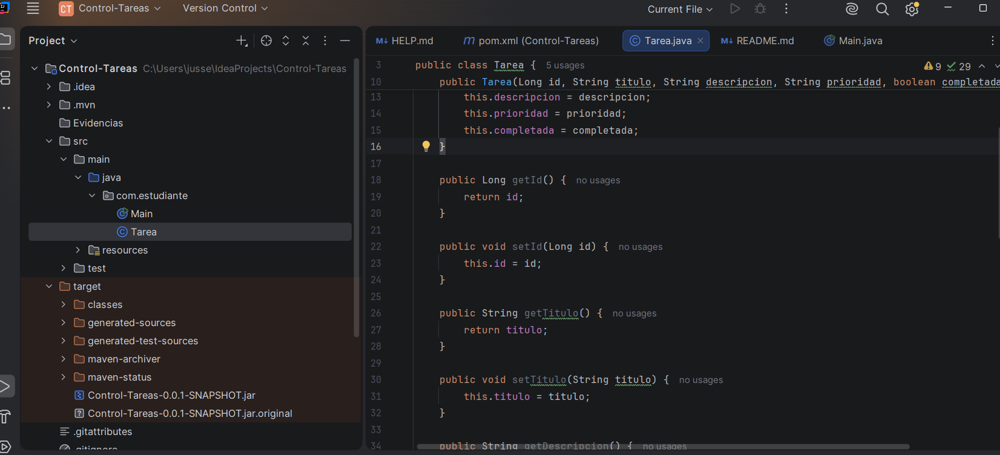 CT Control-Tareas Version Control Current File
Project
HELP.md pom.xml (Control-Tareas) Tarea.java README.md Main.java
Control-Tareas C:\Users\jusse\IdeaProjects\Control-Tareas
.idea
.mvn
Evidencias
src
main
java
com.estudiante
Main
Tarea
resources
test
target
classes
generated-sources
generated-test-sources
maven-archiver
maven-status
Control-Tareas-0.0.1-SNAPSHOT.jar
Control-Tareas-0.0.1-SNAPSHOT.jar.original
.gitattributes
.gitignore
3 public class Tarea { 5 usages
9 29
10 public Tarea(Long id, String titulo, String descripcion, String prioridad, boolean completada
13 this.descripcion = descripcion;
14 this.prioridad = prioridad;
15 this.completada = completada;
16 }
17
18 public Long getId() { no usages
19 return id;
20 }
21
22 public void setId(Long id) { no usages
23 this.id = id;
24 }
25
26 public String getTitulo() { no usages
27 return titulo;
28 }
29
30 public void setTitulo(String titulo) { no usages
31 this.titulo = titulo;
32 }
33
34 public String getDescripcion() { no usages